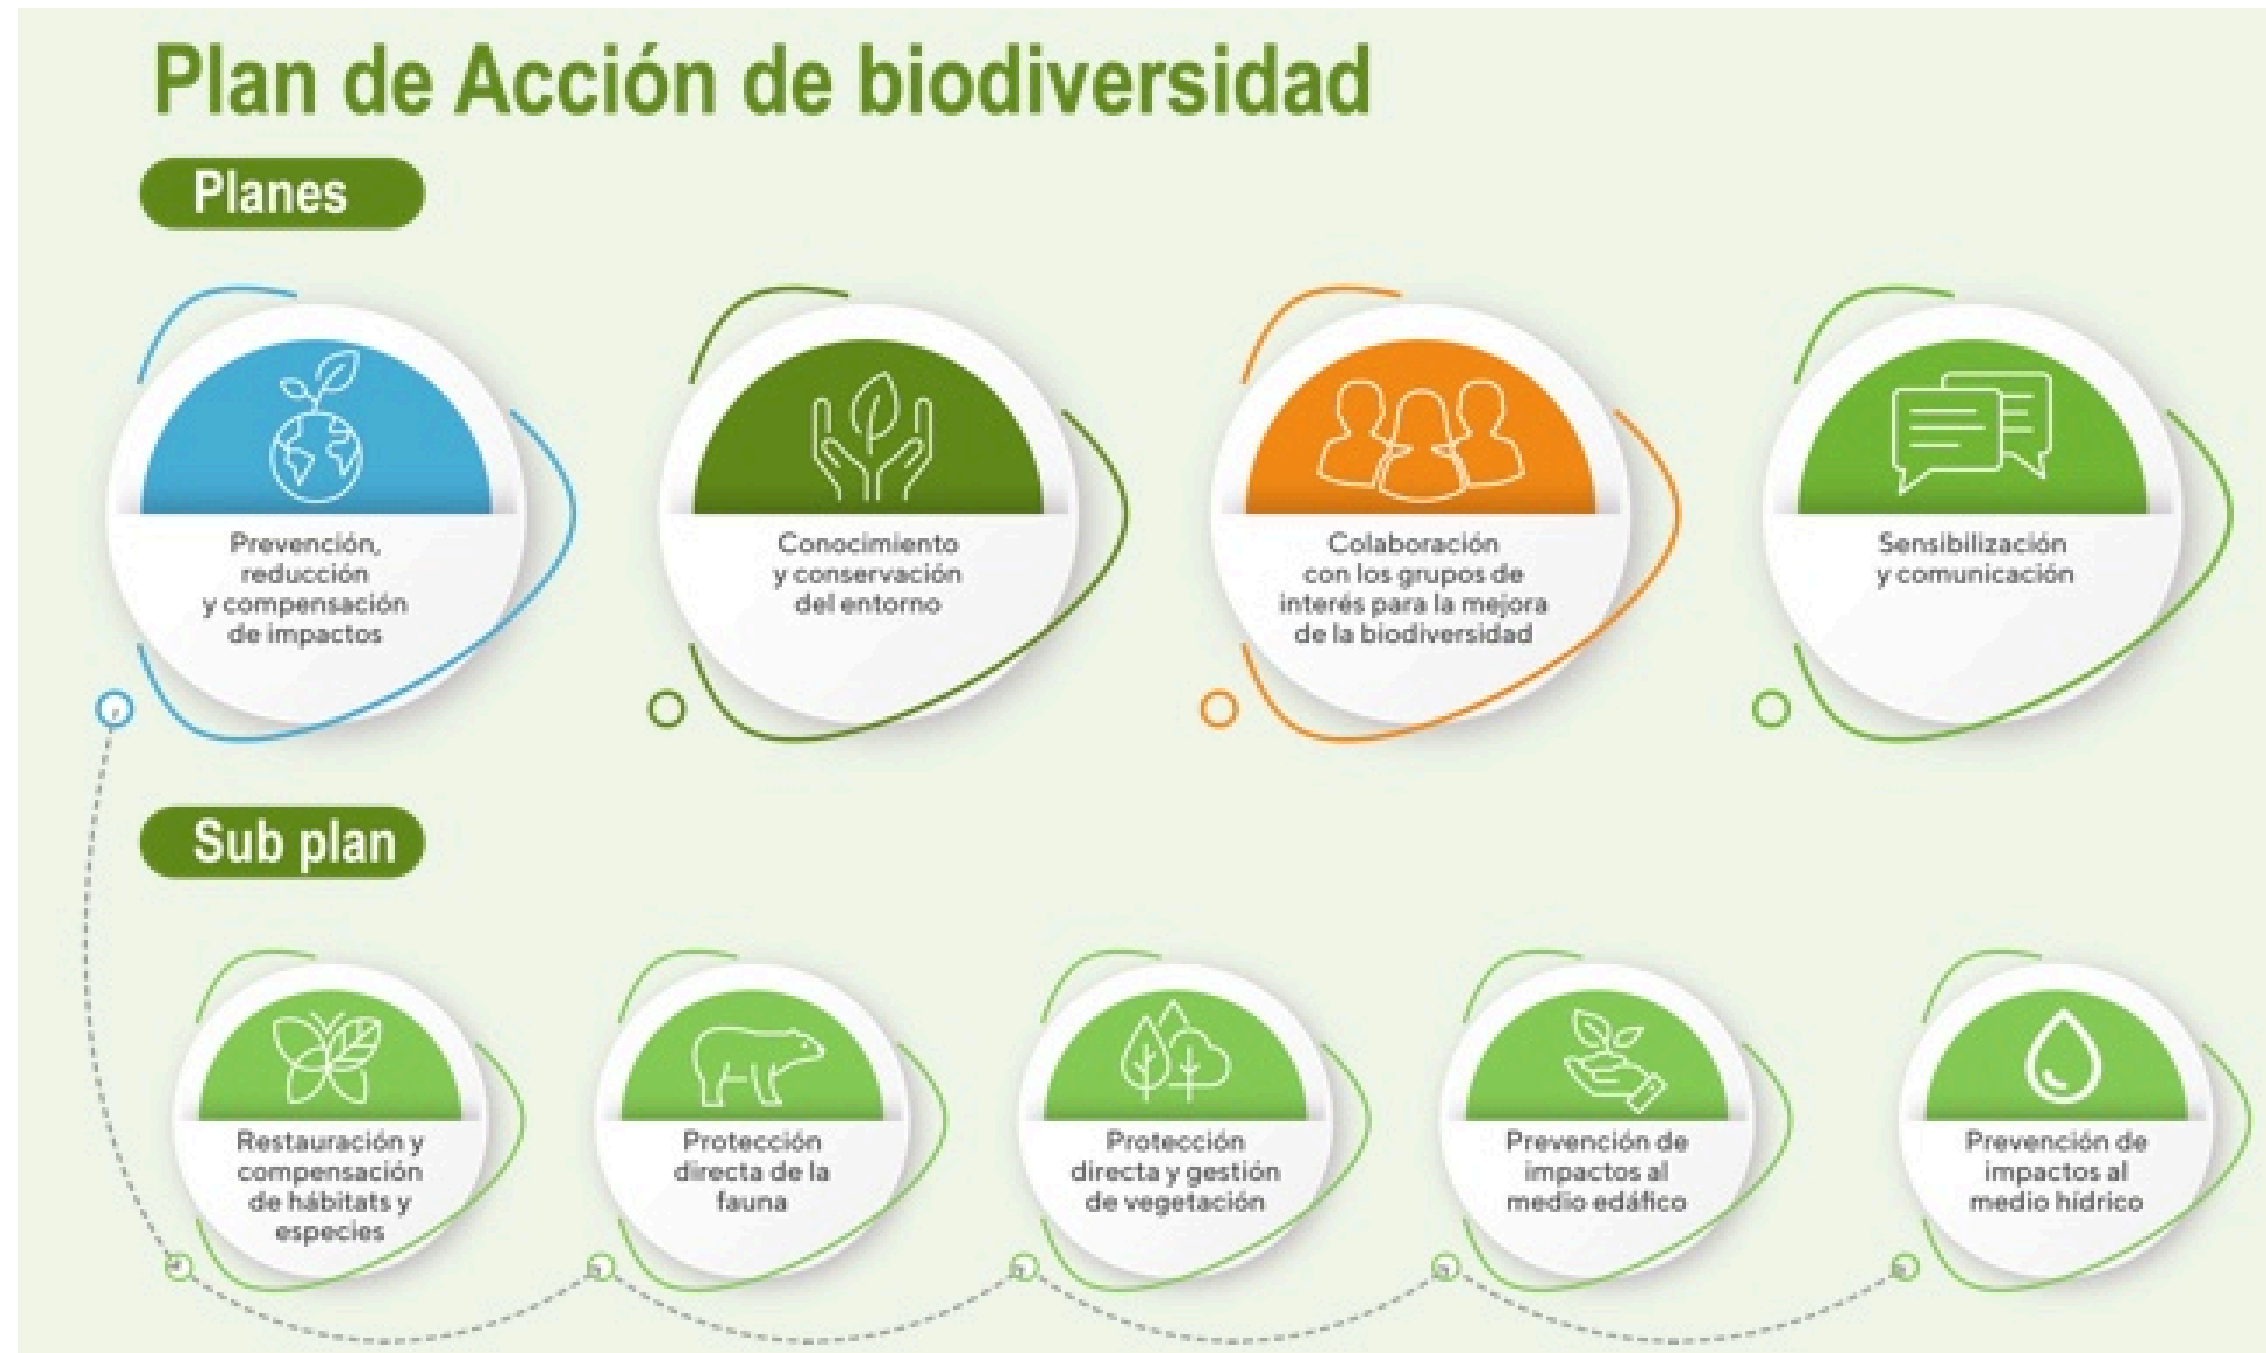 Plan de Acción de biodiversidad
Planes
Prevención,
reducción
y compensación
de impactos
Conocimiento
y conservación
del entorno
Colaboración
con los grupos de
interés para la mejora
de la biodiversidad
Sensibilización
y comunicación
Sub plan
Restauración y
compensación
de hábitats y
especies
Protección
directa de la
fauna
Protección
directa y gestión
de vegetación
Prevención de
impactos al
medio edáfico
Prevención de
impactos al
medio hídrico